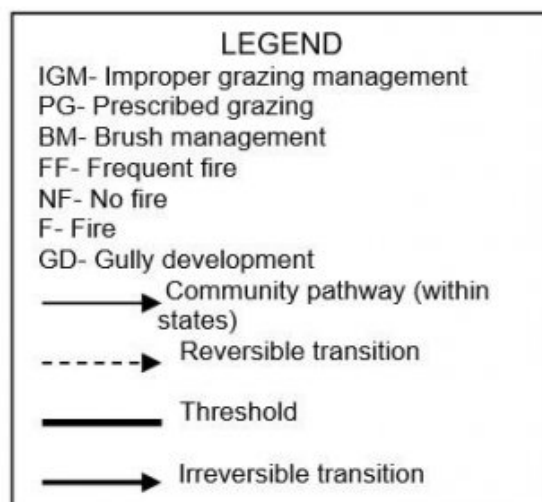 LEGEND
IGM- Improper grazing management
PG- Prescribed grazing
BM- Brush management
FF- Frequent fire
NF- No fire
F- Fire
GD- Gully development
Community pathway (within
states)
Reversible transition
Threshold
Irreversible transition